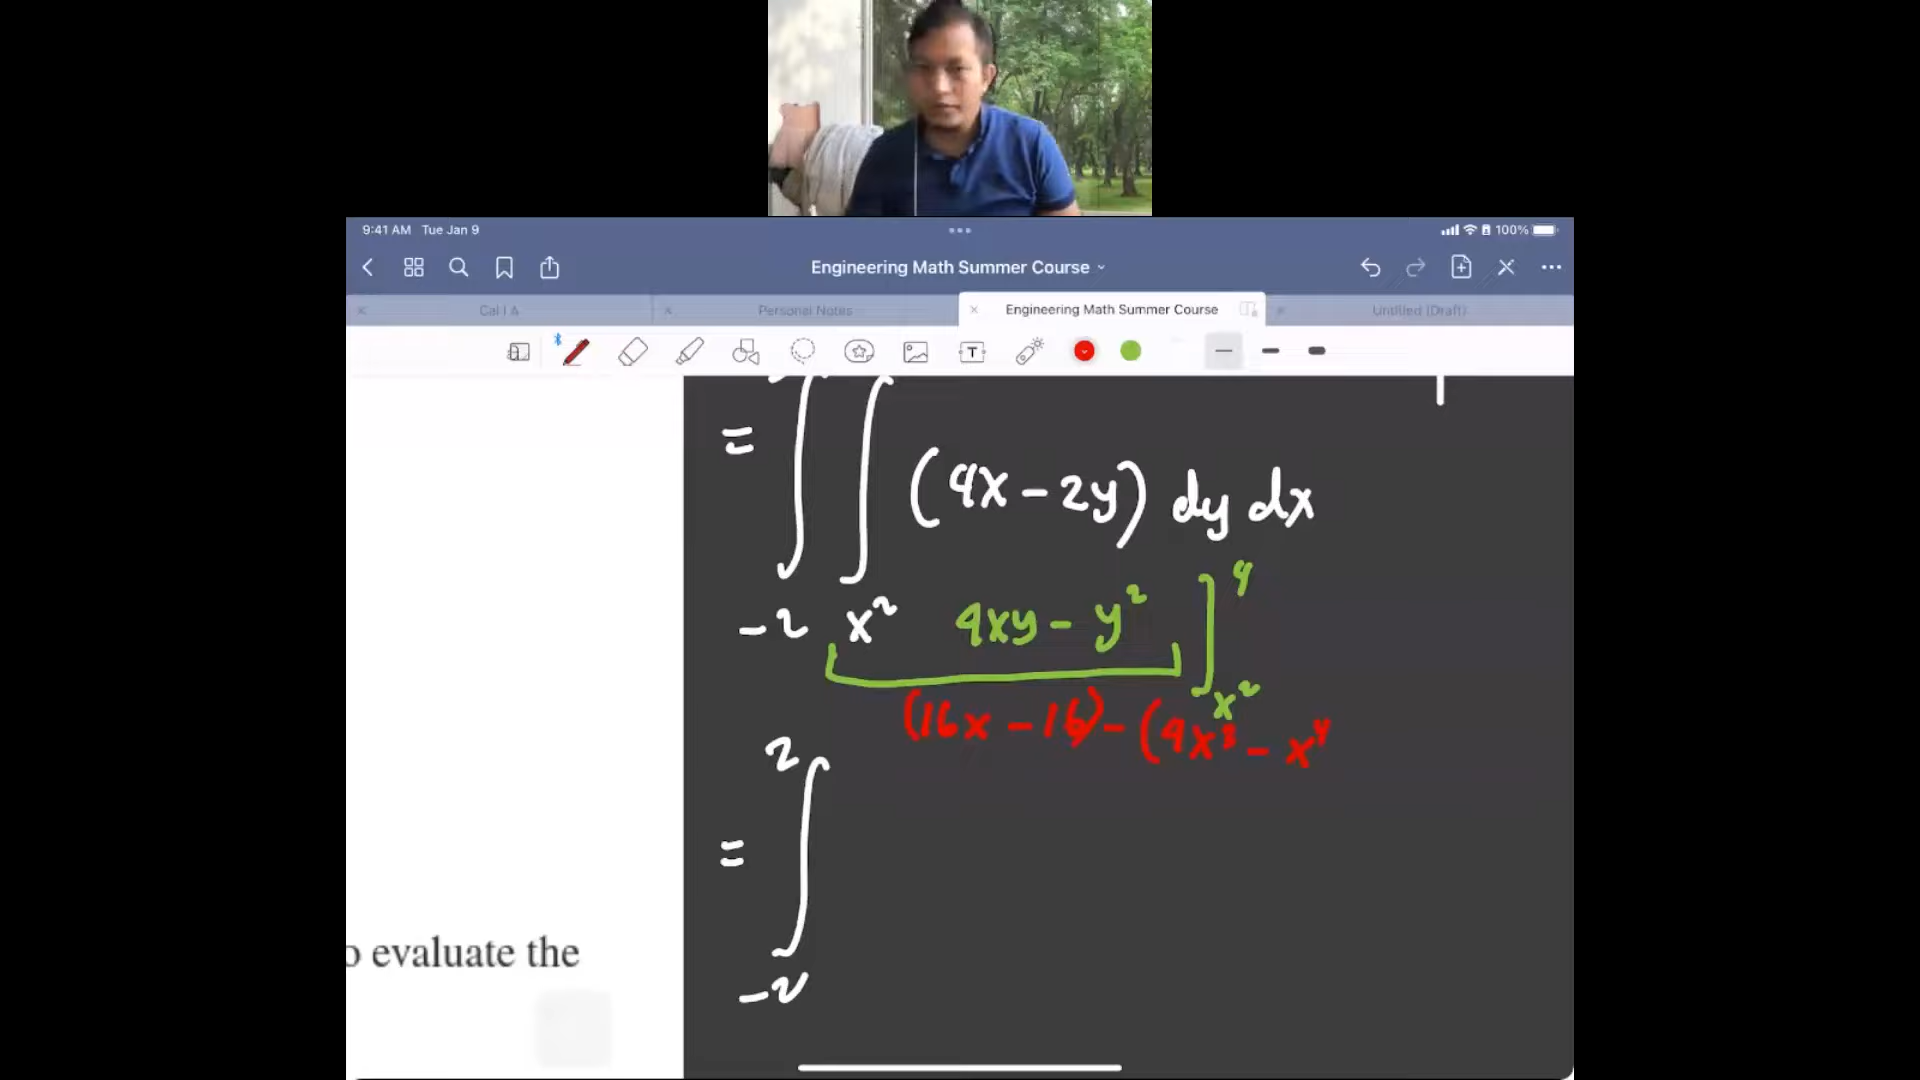 9:41 AM Tue Jan 9
100%
Engineering Math Summer Course
Cal I A
Personal Notes
Engineering Math Summer Course
Untitled (Draft)
T
= ∫ ∫ (4x - 2y) dy dx
-2 x²
4xy - y² ] 4 x²
(16x - 16) - (4x³ - x⁴
2
= ∫
-2
o evaluate the